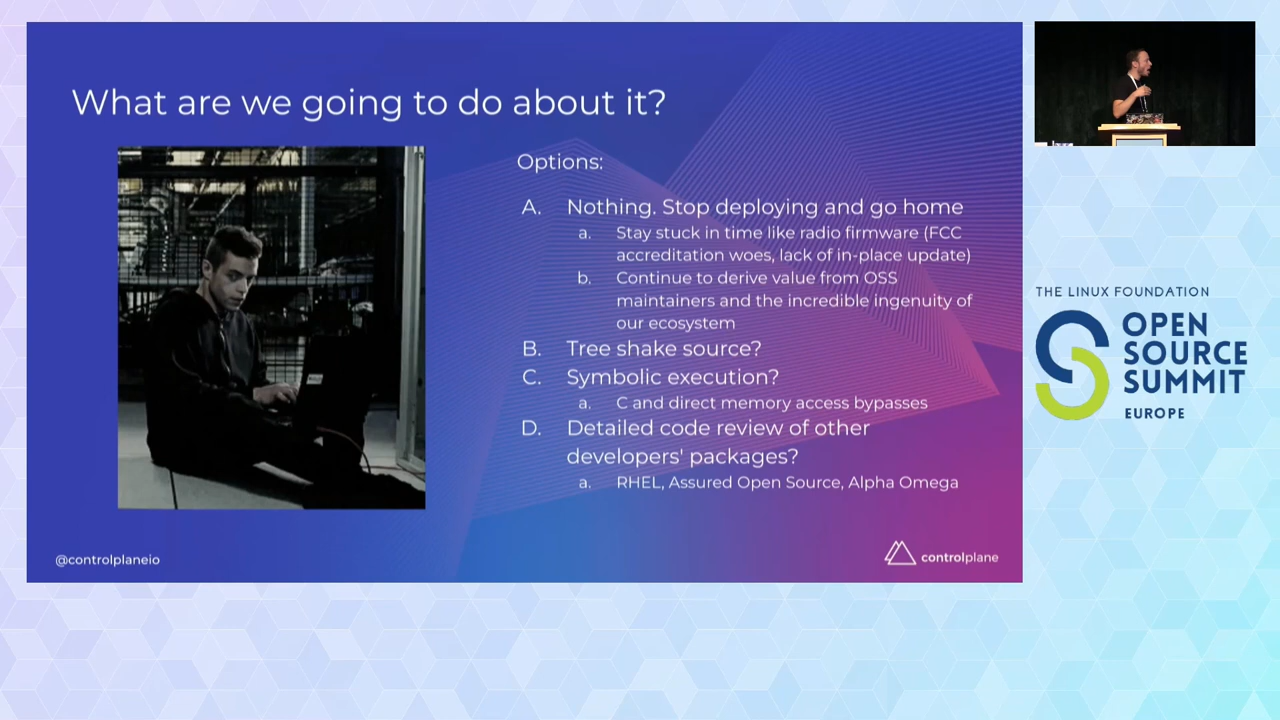 What are we going to do about it?
Options:
A. Nothing. Stop deploying and go home
a. Stay stuck in time like radio firmware (FCC
accreditation woes, lack of in-place update)
b. Continue to derive value from OSS
maintainers and the incredible ingenuity of
our ecosystem
B. Tree shake source?
C. Symbolic execution?
a. C and direct memory access bypasses
D. Detailed code review of other
developers' packages?
a. RHEL, Assured Open Source, Alpha Omega
@controlplaneio
controlplane
THE LINUX FOUNDATION
OPEN
SOURCE
SUMMIT
EUROPE